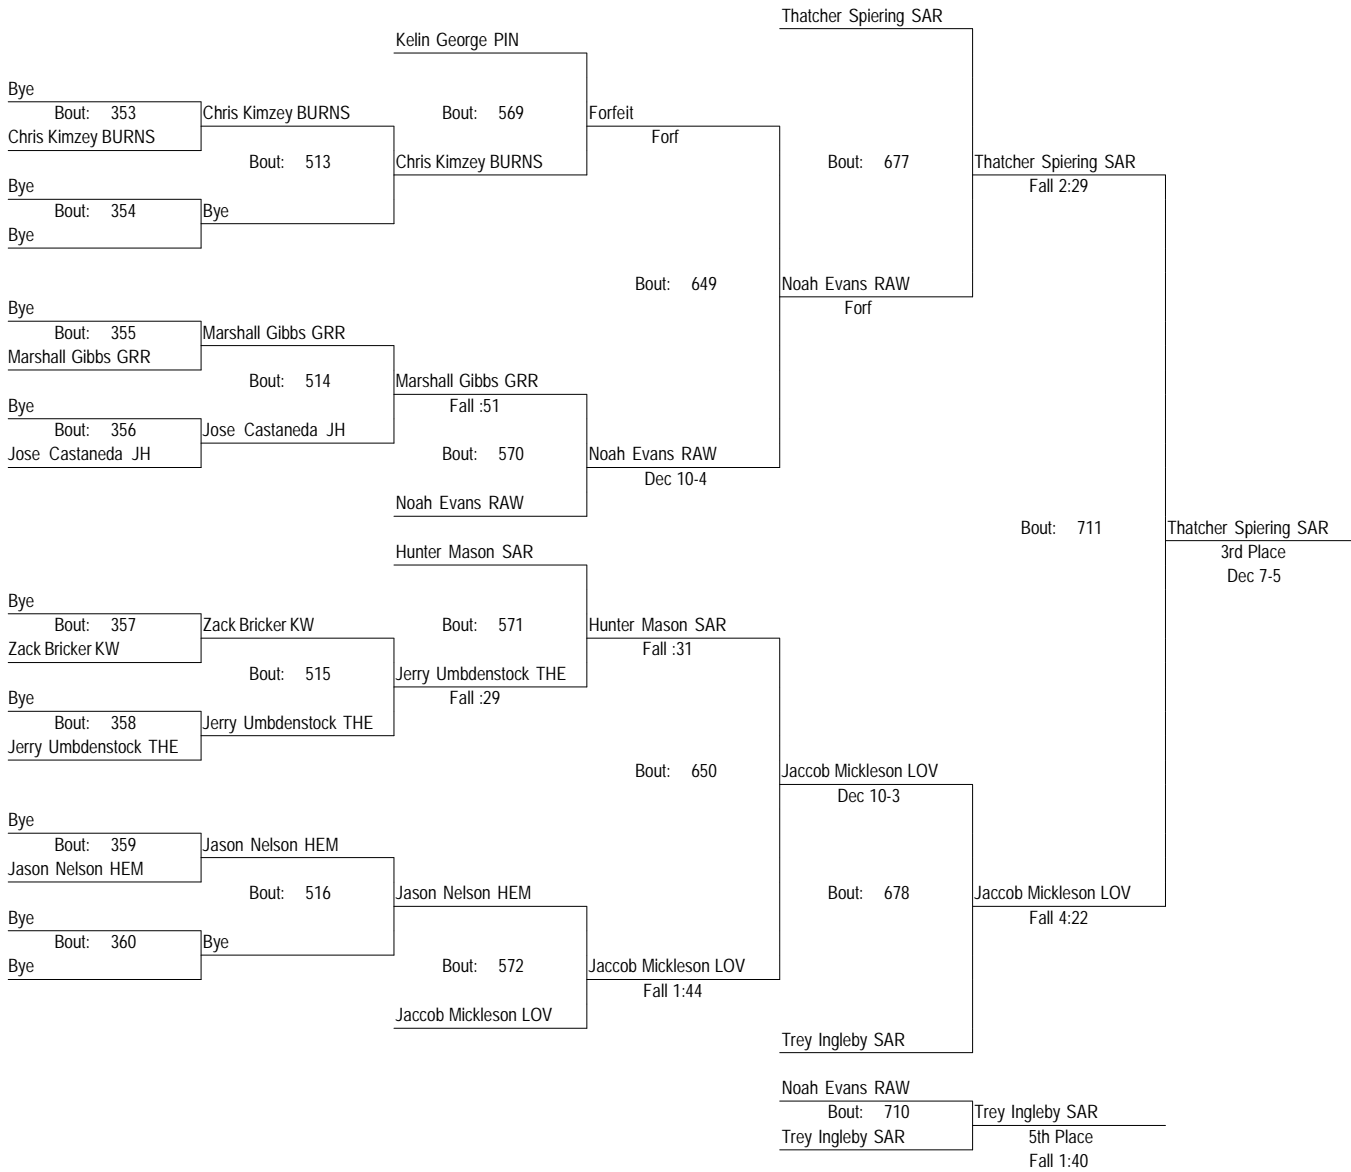 Thatcher Spiering SAR
Kelin George PIN
Bye
Bout: 353 Chris Kimzey BURNS Bout: 569 Forfeit
Chris Kimzey BURNS Forf
Bout: 513 Chris Kimzey BURNS Bout: 677 Thatcher Spiering SAR
Bye Fall 2:29
Bout: 354 Bye
Bye
Bout: 649 Noah Evans RAW
Bye Forf
Bout: 355 Marshall Gibbs GRR
Marshall Gibbs GRR
Bout: 514 Marshall Gibbs GRR
Bye Fall :51
Bout: 356 Jose Castaneda JH
Jose Castaneda JH Bout: 570 Noah Evans RAW
Dec 10-4
Noah Evans RAW
Bout: 711 Thatcher Spiering SAR
Hunter Mason SAR 3rd Place
Dec 7-5
Bye
Bout: 357 Zack Bricker KW Bout: 571 Hunter Mason SAR
Zack Bricker KW Fall :31
Bout: 515 Jerry Umbdenstock THE
Bye Fall :29
Bout: 358 Jerry Umbdenstock THE
Jerry Umbdenstock THE
Bout: 650 Jaccob Mickleson LOV
Dec 10-3
Bye
Bout: 359 Jason Nelson HEM
Jason Nelson HEM
Bout: 516 Jason Nelson HEM Bout: 678 Jaccob Mickleson LOV
Bye Fall 4:22
Bout: 360 Bye
Bye Bout: 572 Jaccob Mickleson LOV
Fall 1:44
Jaccob Mickleson LOV
Trey Ingleby SAR
Noah Evans RAW
Bout: 710 Trey Ingleby SAR
Trey Ingleby SAR 5th Place
Fall 1:40